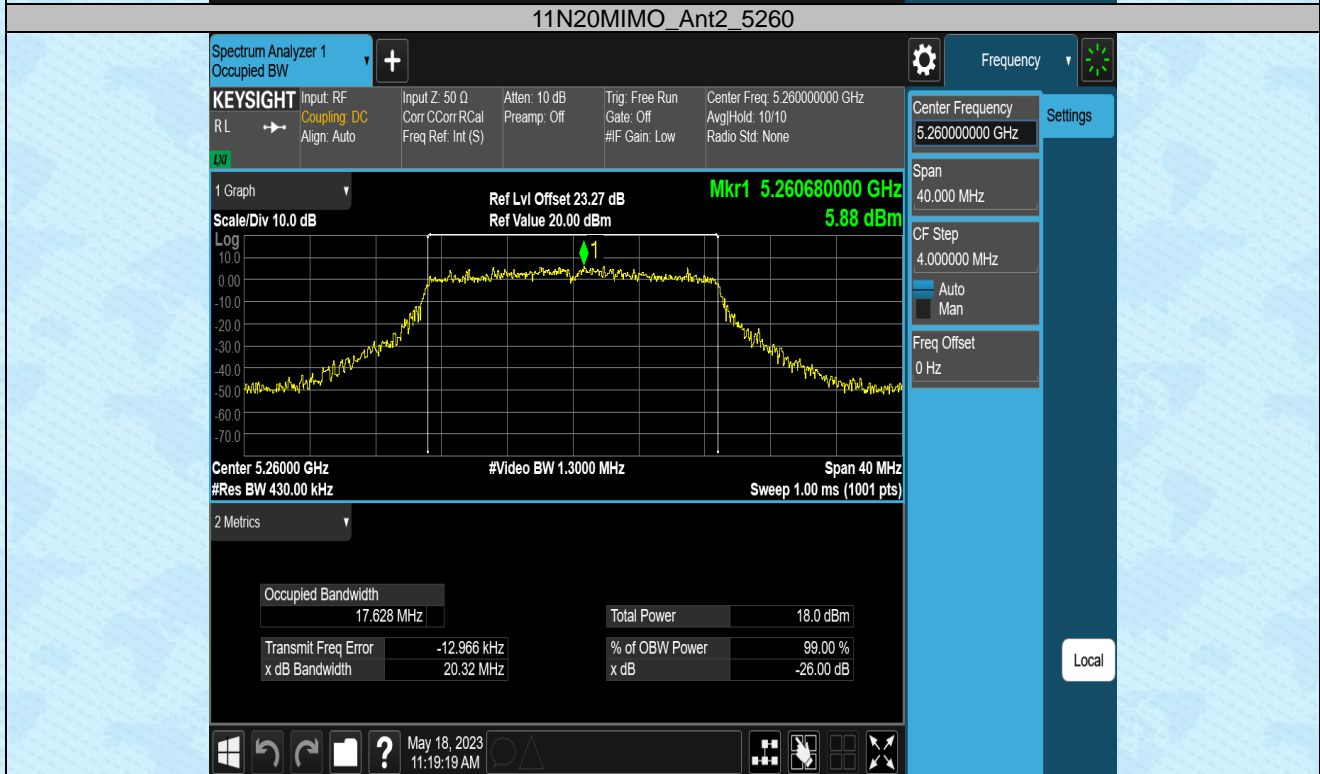 11N20MIMO_Ant2_5260
Spectrum Analyzer 1
Occupied BW
+
Frequency
KEYSIGHT
R L
LXI
Input: RF
Coupling: DC
Align: Auto
Input Z: 50 Ω
Corr CCorr RCal
Freq Ref: Int (S)
Atten: 10 dB
Preamp: Off
Trig: Free Run
Gate: Off
#IF Gain: Low
Center Freq: 5.260000000 GHz
Avg|Hold: 10/10
Radio Std: None
Center Frequency
5.260000000 GHz
Settings
Span
40.000 MHz
CF Step
4.000000 MHz
Auto
Man
Freq Offset
0 Hz
1 Graph
Scale/Div 10.0 dB
Ref Lvl Offset 23.27 dB
Ref Value 20.00 dBm
Mkr1 5.260680000 GHz
5.88 dBm
Log
10.0
0.00
-10.0
-20.0
-30.0
-40.0
-50.0
-60.0
-70.0
1
Center 5.26000 GHz
#Video BW 1.3000 MHz
Span 40 MHz
#Res BW 430.00 kHz
Sweep 1.00 ms (1001 pts)
2 Metrics
Occupied Bandwidth
17.628 MHz
Total Power 18.0 dBm
Transmit Freq Error -12.966 kHz
% of OBW Power 99.00 %
x dB Bandwidth 20.32 MHz
x dB -26.00 dB
Local
?
May 18, 2023
11:19:19 AM